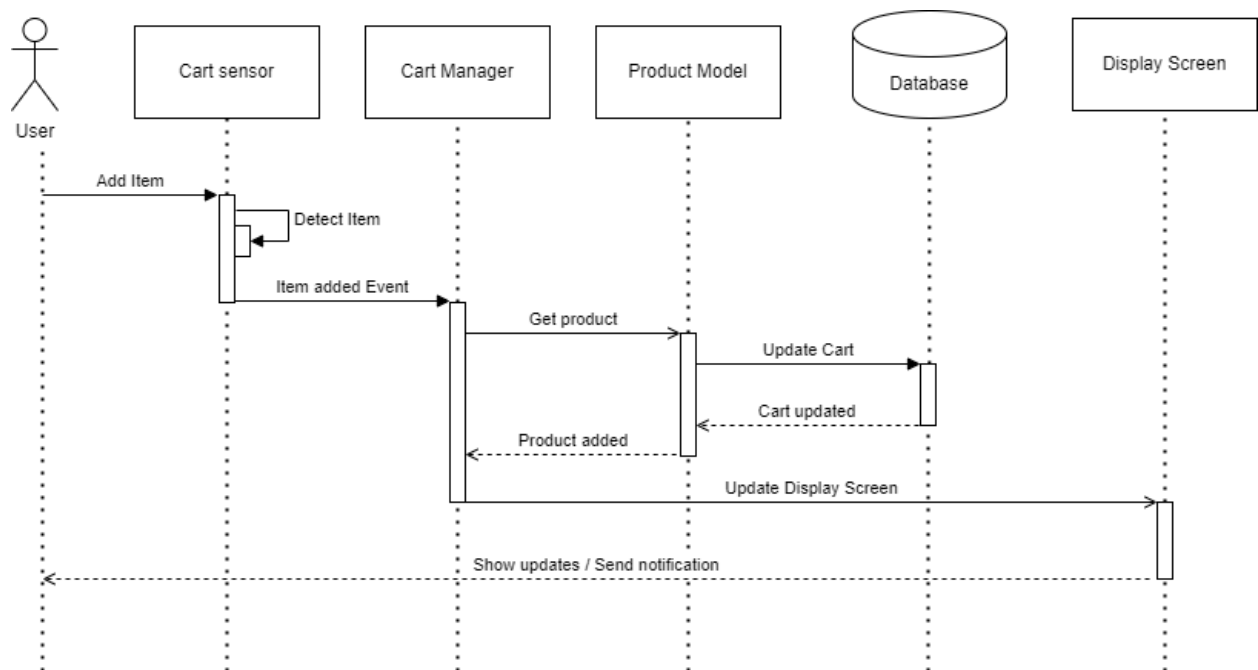 User
Cart sensor
Cart Manager
Product Model
Database
Display Screen
Add Item
Detect Item
Item added Event
Get product
Update Cart
Cart updated
Product added
Update Display Screen
Show updates / Send notification